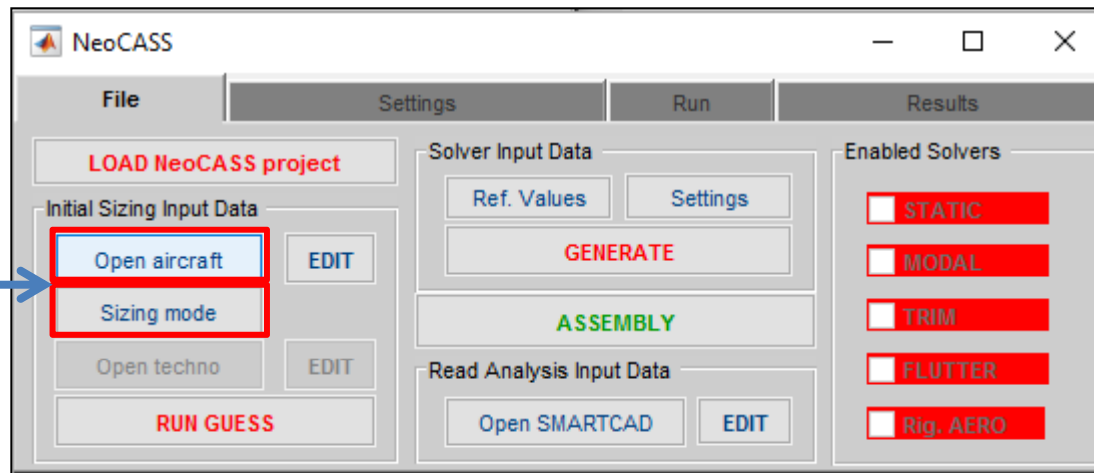 NeoCASS
File Settings Run Results
LOAD NeoCASS project
Initial Sizing Input Data
Open aircraft EDIT
Sizing mode
Open techno EDIT
RUN GUESS
Solver Input Data
Ref. Values Settings
GENERATE
ASSEMBLY
Read Analysis Input Data
Open SMARTCAD EDIT
Enabled Solvers
STATIC
MODAL
TRIM
FLUTTER
Rig. AERO